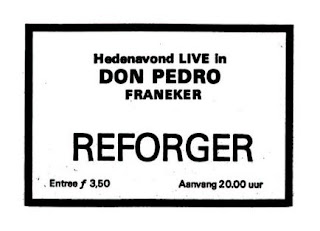 Hedenavond LIVE in
DON PEDRO
FRANEKER
REFORGER
Entree ƒ 3,50
Aanvang 20.00 uur